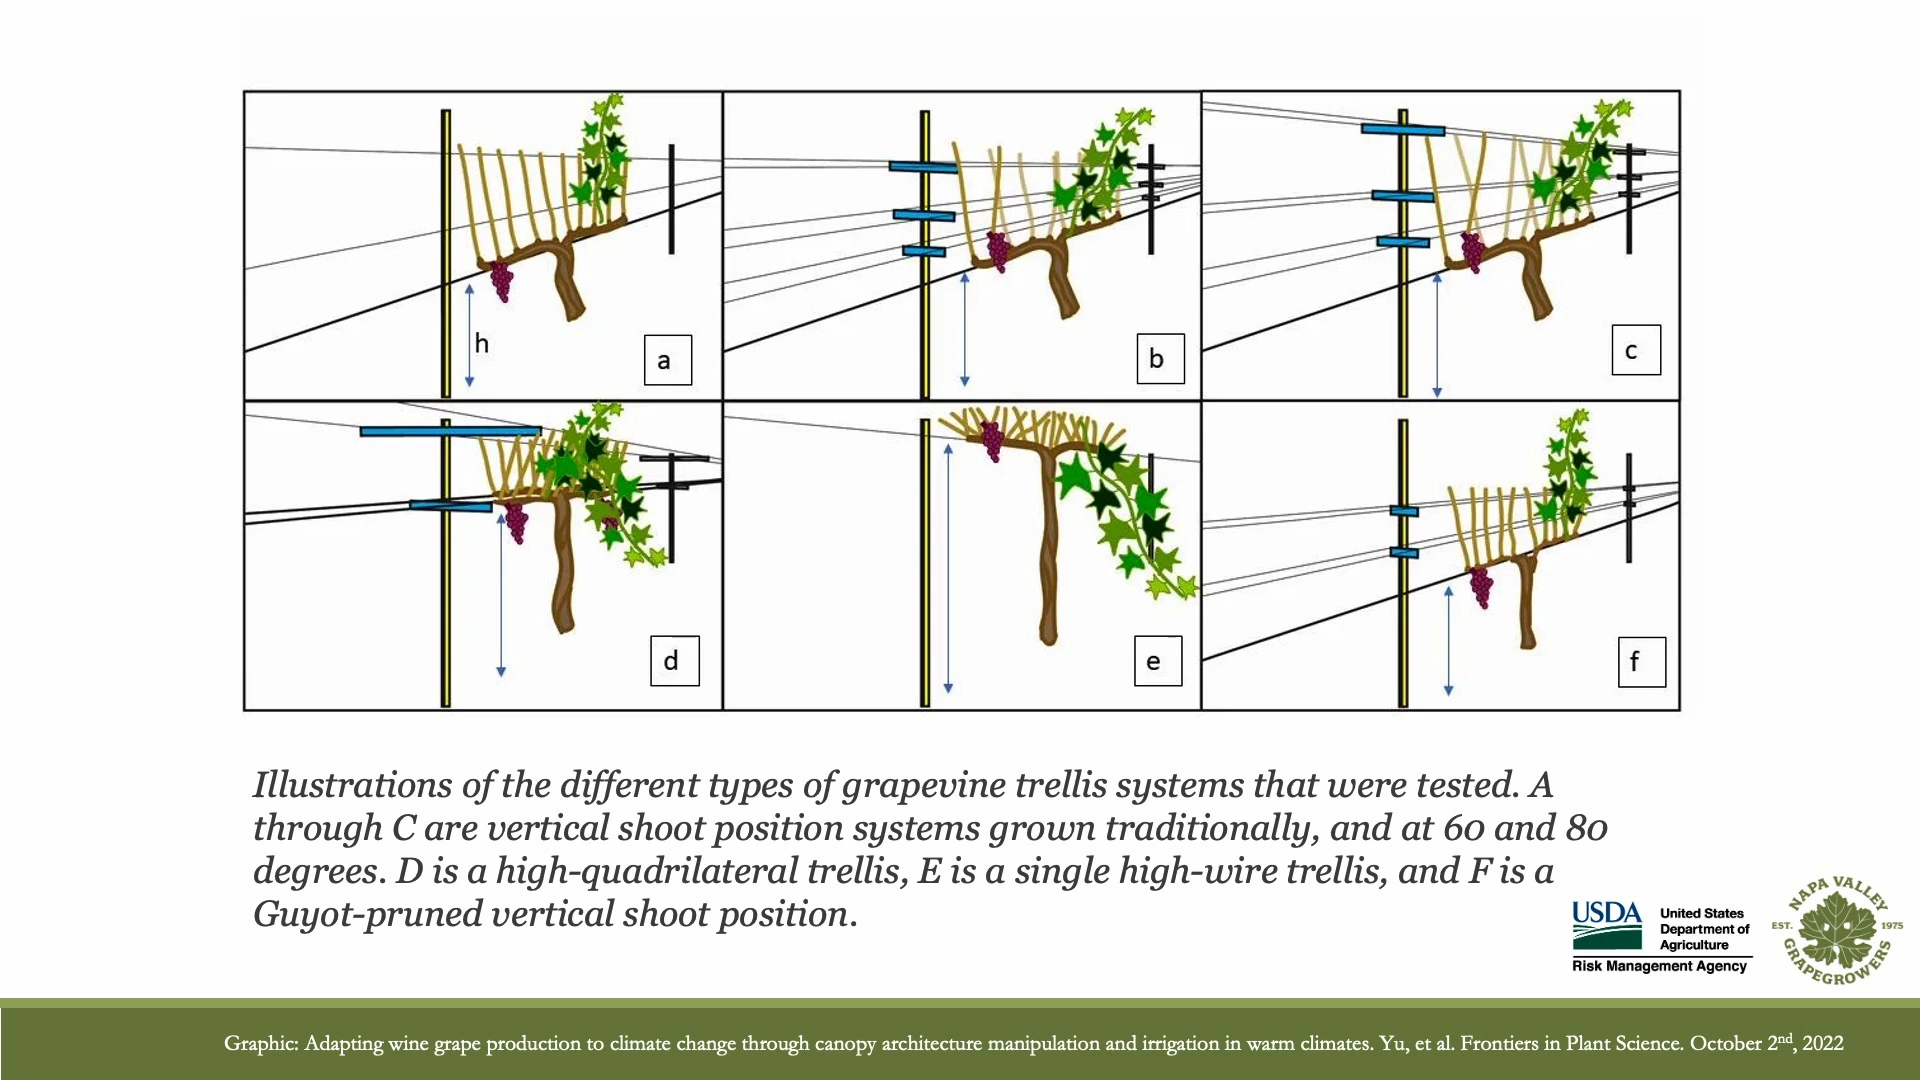 h
a
b
c
d
e
f
Illustrations of the different types of grapevine trellis systems that were tested. A
through C are vertical shoot position systems grown traditionally, and at 60 and 80
degrees. D is a high-quadrilateral trellis, E is a single high-wire trellis, and F is a
Guyot-pruned vertical shoot position.
USDA
United States
Department of
Agriculture
Risk Management Agency
NAPA VALLEY
EST. 1975
GRAPEGROWERS
Graphic: Adapting wine grape production to climate change through canopy architecture manipulation and irrigation in warm climates. Yu, et al. Frontiers in Plant Science. October 2nd, 2022